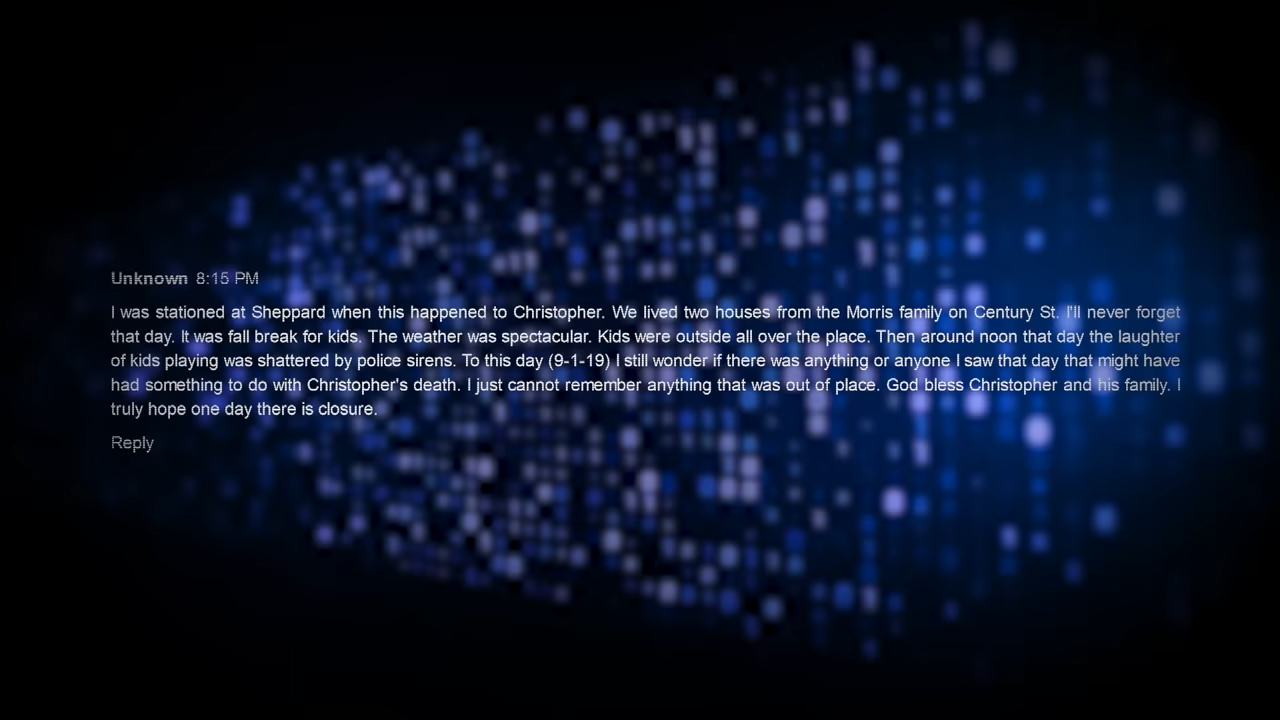 Unknown 8:15 PM
I was stationed at Sheppard when this happened to Christopher. We lived two houses from the Morris family on Century St. I'll never forget
that day. It was fall break for kids. The weather was spectacular. Kids were outside all over the place. Then around noon that day the laughter
of kids playing was shattered by police sirens. To this day (9-1-19) I still wonder if there was anything or anyone I saw that day that might have
had something to do with Christopher's death. I just cannot remember anything that was out of place. God bless Christopher and his family. I
truly hope one day there is closure.
Reply